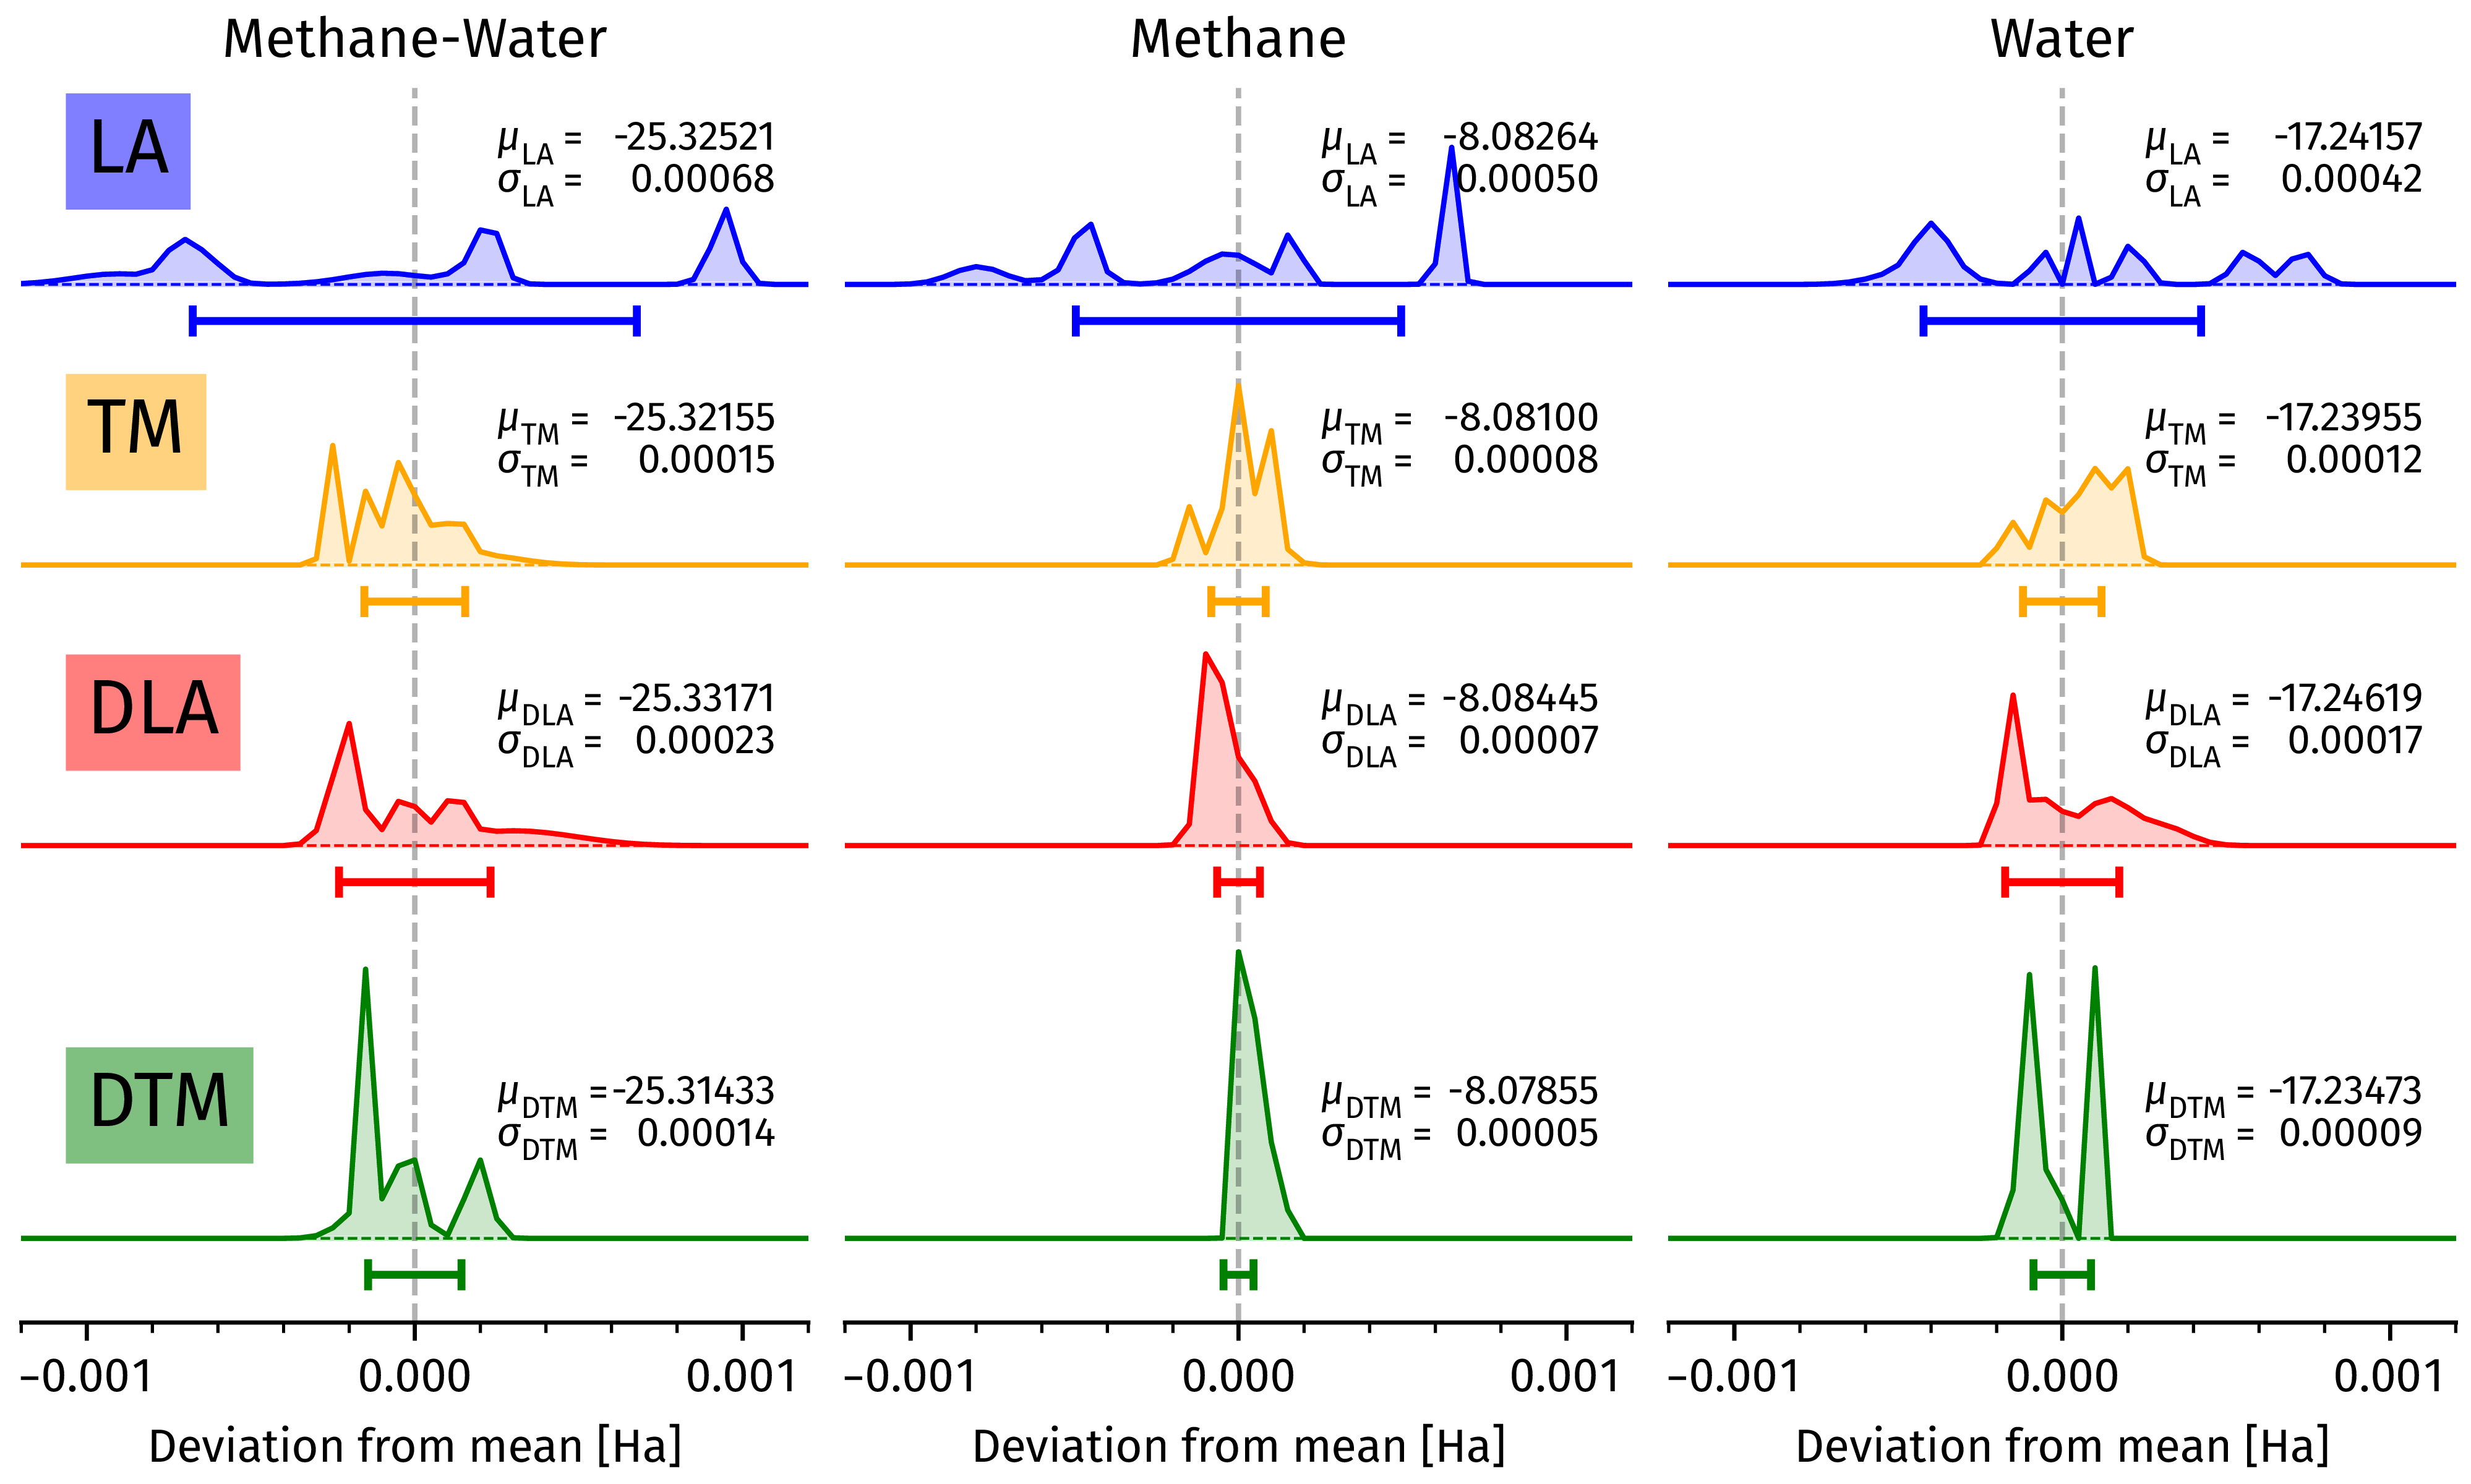 Methane-Water Methane Water
LA
μLA = -25.32521
σLA = 0.00068
μLA = -8.08264
σLA = 0.00050
μLA = -17.24157
σLA = 0.00042
TM
μTM = -25.32155
σTM = 0.00015
μTM = -8.08100
σTM = 0.00008
μTM = -17.23955
σTM = 0.00012
DLA
μDLA = -25.33171
σDLA = 0.00023
μDLA = -8.08445
σDLA = 0.00007
μDLA = -17.24619
σDLA = 0.00017
DTM
μDTM = -25.31433
σDTM = 0.00014
μDTM = -8.07855
σDTM = 0.00005
μDTM = -17.23473
σDTM = 0.00009
−0.001 0.000 0.001 −0.001 0.000 0.001 −0.001 0.000 0.001
Deviation from mean [Ha] Deviation from mean [Ha] Deviation from mean [Ha]